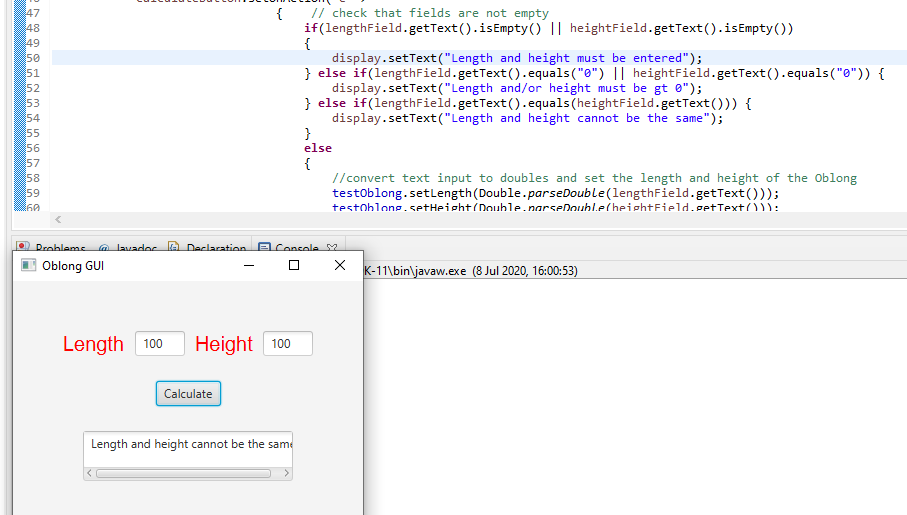 47 { // check that fields are not empty
48 if(lengthField.getText().isEmpty() || heightField.getText().isEmpty())
49 {
50 display.setText("Length and height must be entered");
51 } else if(lengthField.getText().equals("0") || heightField.getText().equals("0")) {
52 display.setText("Length and/or height must be gt 0");
53 } else if(lengthField.getText().equals(heightField.getText())) {
54 display.setText("Length and height cannot be the same");
55 }
56 else
57 {
58 //convert text input to doubles and set the length and height of the Oblong
59 testOblong.setLength(Double.parseDouble(lengthField.getText()));
60 testOblong.setHeight(Double.parseDouble(heightField.getText()));
Problems @ Javadoc Declaration Console
Oblong GUI
K-11\bin\javaw.exe (8 Jul 2020, 16:00:53)
Length 100 Height 100
Calculate
Length and height cannot be the same